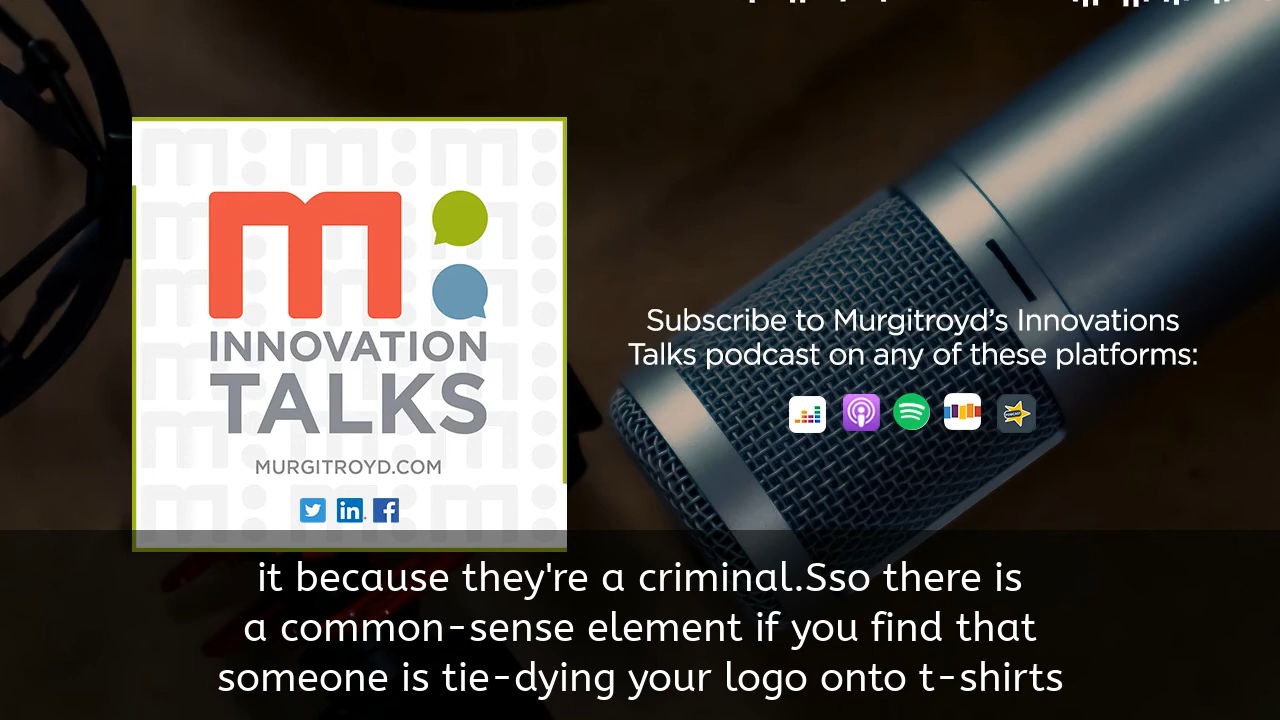 m:
INNOVATION
TALKS
MURGITROYD.COM
in
Subscribe to Murgitroyd’s Innovations
Talks podcast on any of these platforms:
it because they're a criminal.Sso there is
a common-sense element if you find that
someone is tie-dying your logo onto t-shirts